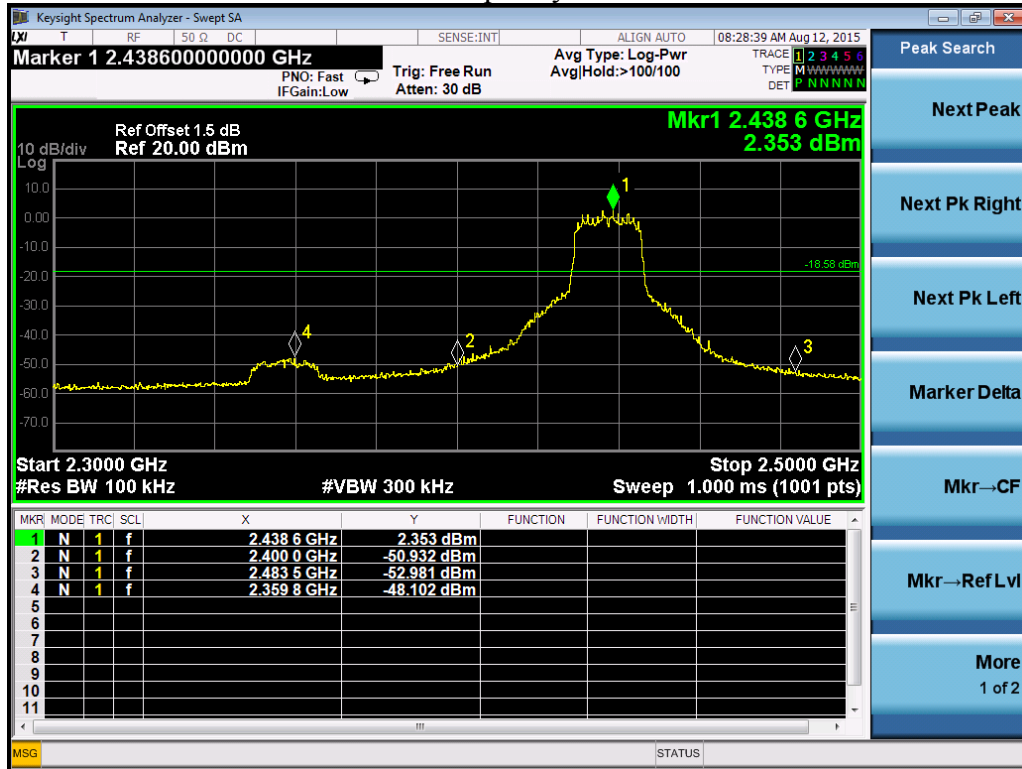 Keysight Spectrum Analyzer - Swept SA
LXI T RF 50 Ω DC SENSE:INT ALIGN AUTO 08:28:39 AM Aug 12, 2015
Marker 1 2.438600000000 GHz
PNO: Fast
IFGain:Low
Trig: Free Run
Atten: 30 dB
Avg Type: Log-Pwr
Avg|Hold:>100/100
TRACE 1 2 3 4 5 6
TYPE M W W W W W
DET P N N N N N
Mkr1 2.438 6 GHz
2.353 dBm
Ref Offset 1.5 dB
10 dB/div Ref 20.00 dBm
Log
10.0
0.00
-10.0
-20.0
-30.0
-40.0
-50.0
-60.0
-70.0
1
-18.58 dBm
4
2
3
Start 2.3000 GHz Stop 2.5000 GHz
#Res BW 100 kHz #VBW 300 kHz Sweep 1.000 ms (1001 pts)
MKR MODE TRC SCL X Y FUNCTION FUNCTION WIDTH FUNCTION VALUE
1 N 1 f 2.438 6 GHz 2.353 dBm
2 N 1 f 2.400 0 GHz -50.932 dBm
3 N 1 f 2.483 5 GHz -52.981 dBm
4 N 1 f 2.359 8 GHz -48.102 dBm
5
6
7
8
9
10
11
MSG STATUS
Peak Search
Next Peak
Next Pk Right
Next Pk Left
Marker Delta
Mkr→CF
Mkr→Ref Lvl
More
1 of 2